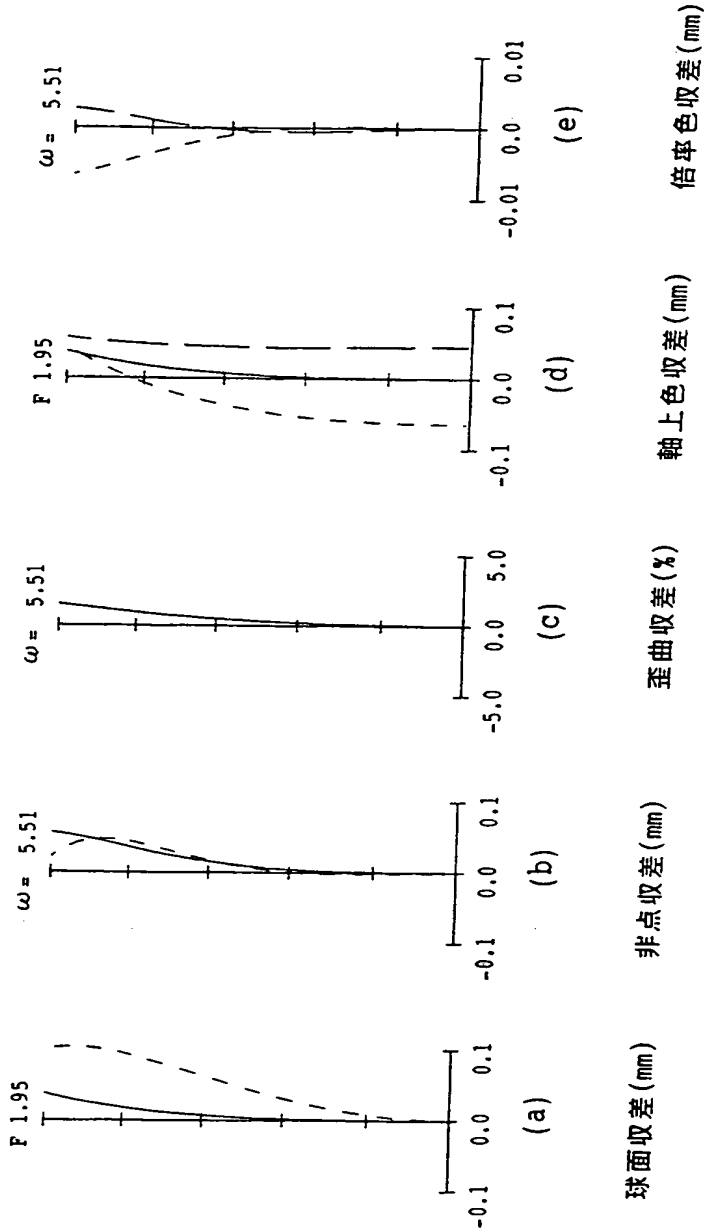 F 1.95
-0.1 0.0 0.1
(a)
球面収差(mm)
ω= 5.51
-0.1 0.0 0.1
(b)
非点収差(mm)
ω= 5.51
-5.0 0.0 5.0
(c)
歪曲収差(%)
F 1.95
-0.1 0.0 0.1
(d)
軸上色収差(mm)
ω= 5.51
-0.01 0.0 0.01
(e)
倍率色収差(mm)